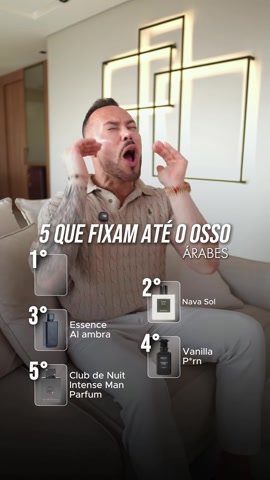 5 QUE FIXAM ATÉ O OSSO
ÁRABES
1°
2°
Nava Sol
3°
Essence
Al ambra
4°
Vanilla
P*rn
5°
Club de Nuit
Intense Man
Parfum